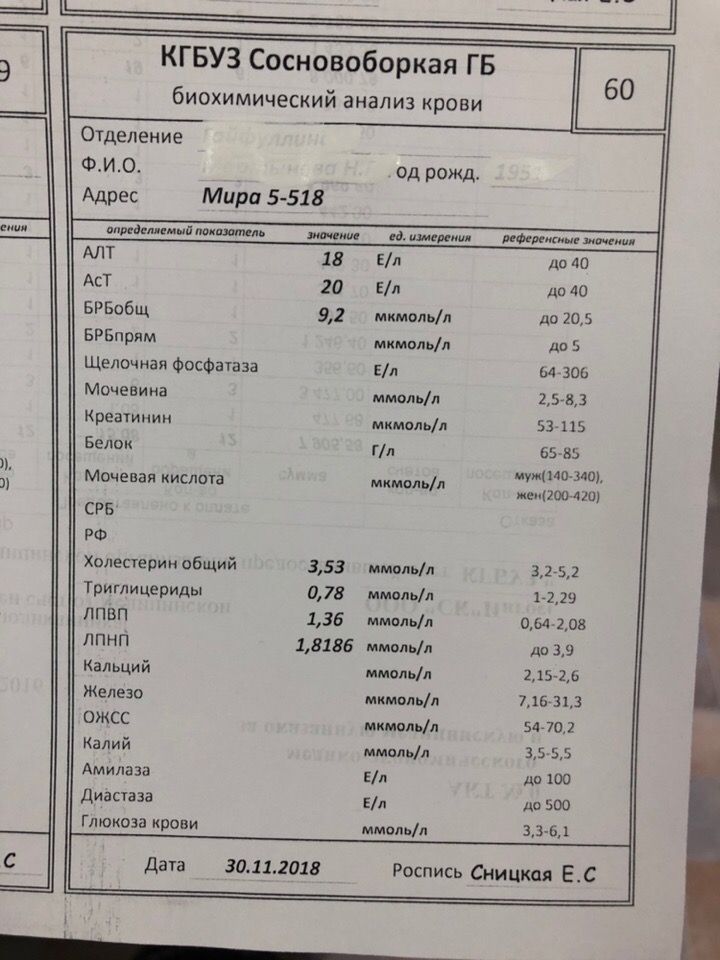 КГБУЗ Сосновоборкая ГБ
60
биохимический анализ крови
Отделение
Ф.И.О. од рожд.
Адрес Мира 5-518
определяемый показатель значение ед. измерения референсные значения
АЛТ 18 Е/л до 40
АсТ 20 Е/л до 40
БРБобщ 9,2 мкмоль/л до 20,5
БРБпрям мкмоль/л до 5
Щелочная фосфатаза Е/л 64-306
Мочевина ммоль/л 2,5-8,3
Креатинин мкмоль/л 53-115
Белок Г/л 65-85
Мочевая кислота мкмоль/л муж(140-340),
жен(200-420)
СРБ
РФ
Холестерин общий 3,53 ммоль/л 3,2-5,2
Триглицериды 0,78 ммоль/л 1-2,29
ЛПВП 1,36 ммоль/л 0,64-2,08
ЛПНП 1,8186 ммоль/л до 3,9
Кальций ммоль/л 2,15-2,6
Железо мкмоль/л 7,16-31,3
ОЖСС мкмоль/л 54-70,2
Калий ммоль/л 3,5-5,5
Амилаза Е/л до 100
Диастаза Е/л до 500
Глюкоза крови ммоль/л 3,3-6,1
Дата 30.11.2018 Роспись Сницкая Е.С